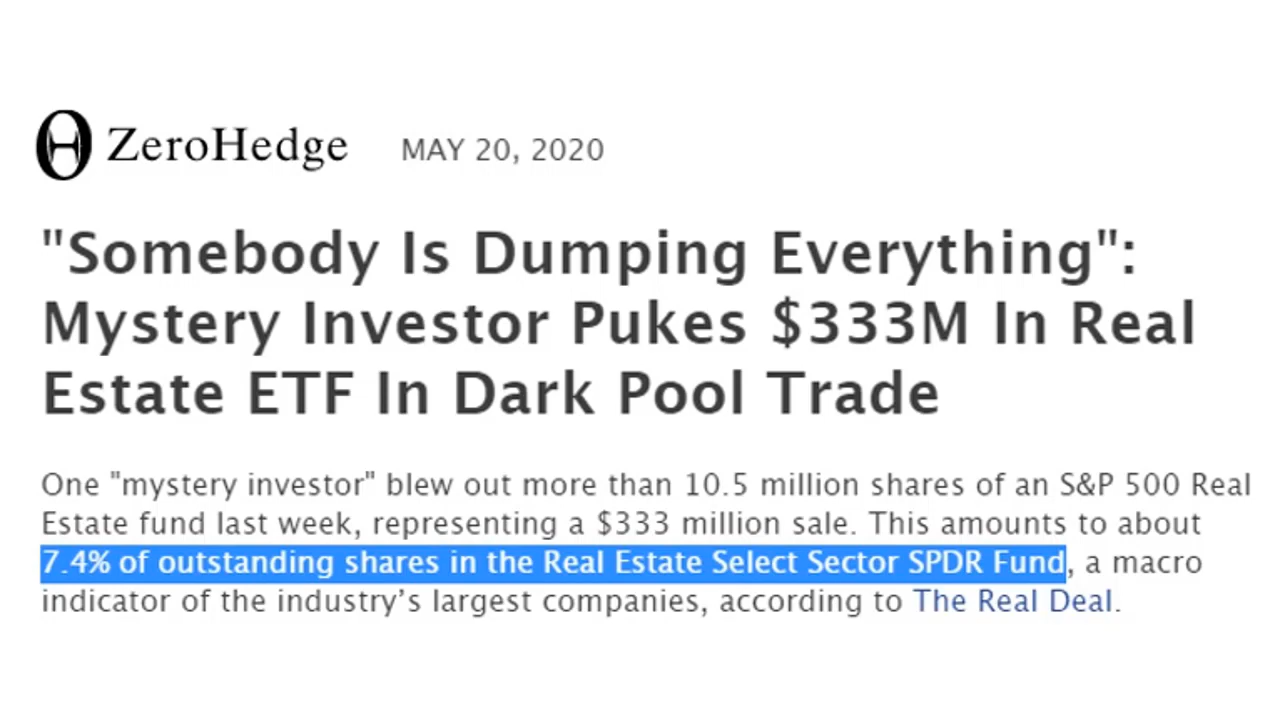 ZeroHedge MAY 20, 2020
"Somebody Is Dumping Everything":
Mystery Investor Pukes $333M In Real
Estate ETF In Dark Pool Trade
One "mystery investor" blew out more than 10.5 million shares of an S&P 500 Real
Estate fund last week, representing a $333 million sale. This amounts to about
7.4% of outstanding shares in the Real Estate Select Sector SPDR Fund, a macro
indicator of the industry’s largest companies, according to The Real Deal.